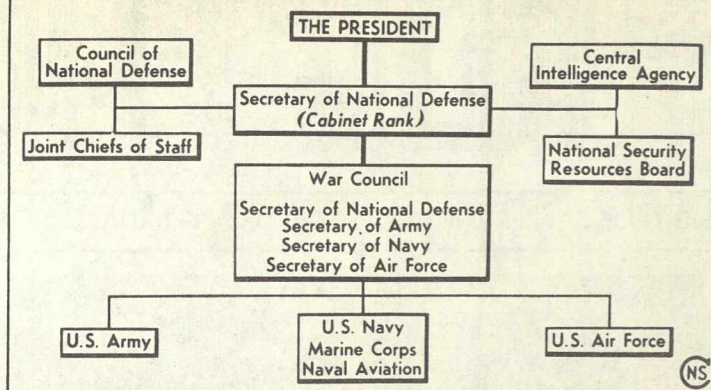 THE PRESIDENT
Council of
National Defense
Central
Intelligence Agency
Secretary of National Defense
(Cabinet Rank)
Joint Chiefs of Staff
National Security
Resources Board
War Council
Secretary of National Defense
Secretary of Army
Secretary of Navy
Secretary of Air Force
U.S. Army
U.S. Navy
Marine Corps
Naval Aviation
U.S. Air Force
NS